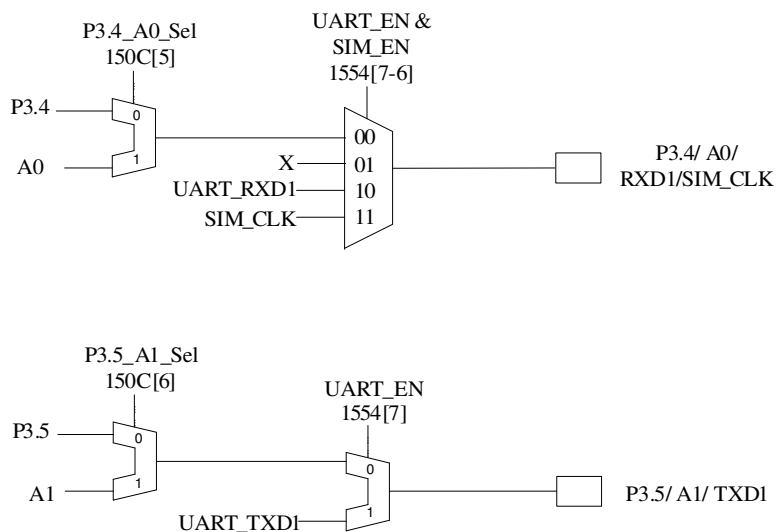 P3.4_A0_Sel
150C[5]
UART_EN &
SIM_EN
1554[7-6]
P3.4
0
1
A0
00
X
01
UART_RXD1
10
SIM_CLK
11
P3.4/ A0/
RXD1/SIM_CLK
P3.5_A1_Sel
150C[6]
UART_EN
1554[7]
P3.5
0
1
A1
0
1
UART_TXD1
P3.5/ A1/ TXD1